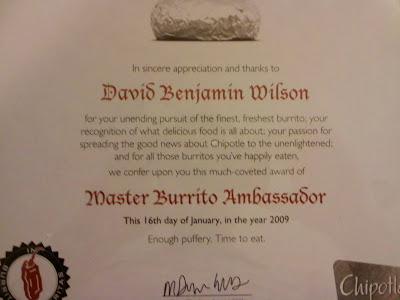 In sincere appreciation and thanks to
David Benjamin Wilson
for your unending pursuit of the finest, freshest burrito; your
recognition of what delicious food is all about; your passion for
spreading the good news about Chipotle to the unenlightened;
and for all those burritos you've happily eaten,
we confer upon you this much-coveted award of
Master Burrito Ambassador
This 16th day of January, in the year 2009
Enough puffery. Time to eat.
Chipotle